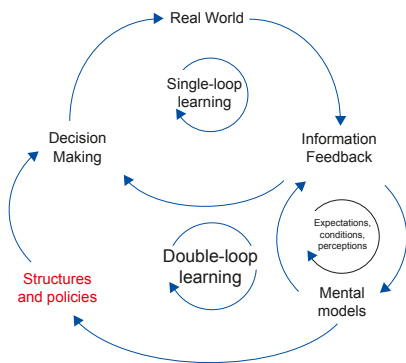 Real World
Single-loop
learning
Decision
Making
Information
Feedback
Expectations,
conditions,
perceptions
Double-loop
learning
Structures
and policies
Mental
models